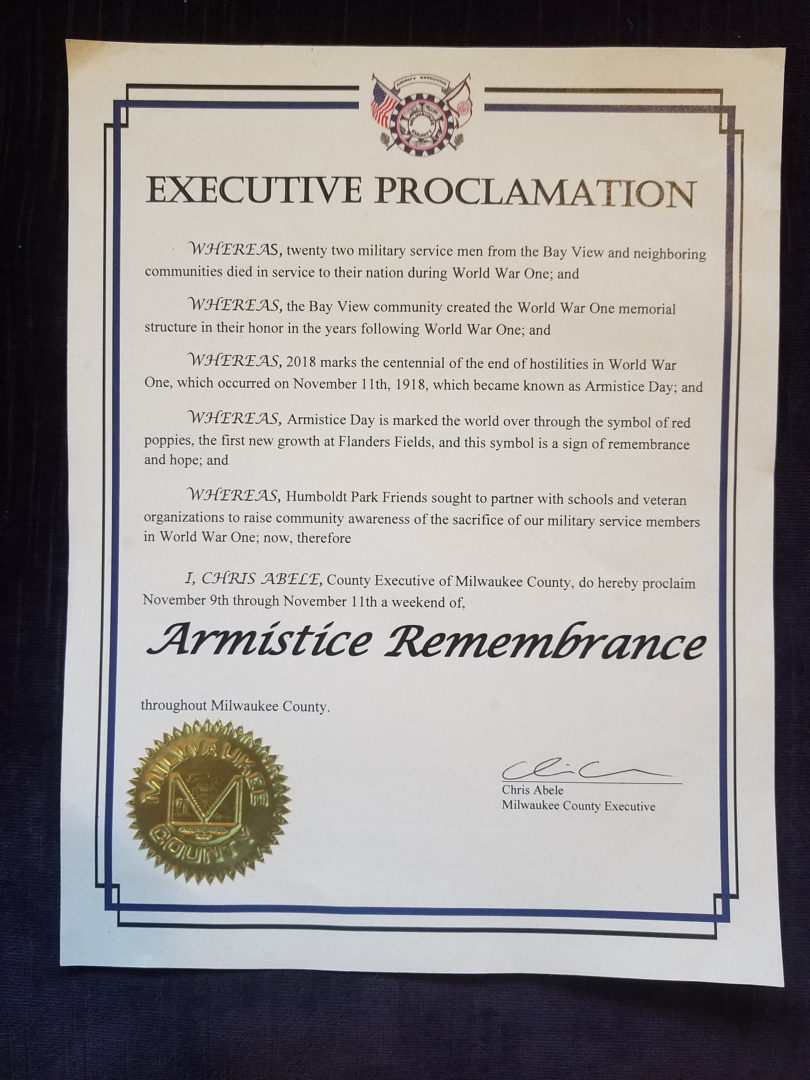 COUNTY EXECUTIVE
MILWAUKEE
COUNTY
EXECUTIVE PROCLAMATION
WHEREAS, twenty two military service men from the Bay View and neighboring
communities died in service to their nation during World War One; and
WHEREAS, the Bay View community created the World War One memorial
structure in their honor in the years following World War One; and
WHEREAS, 2018 marks the centennial of the end of hostilities in World War
One, which occurred on November 11th, 1918, which became known as Armistice Day; and
WHEREAS, Armistice Day is marked the world over through the symbol of red
poppies, the first new growth at Flanders Fields, and this symbol is a sign of remembrance
and hope; and
WHEREAS, Humboldt Park Friends sought to partner with schools and veteran
organizations to raise community awareness of the sacrifice of our military service members
in World War One; now, therefore
I, CHRIS ABELE, County Executive of Milwaukee County, do hereby proclaim
November 9th through November 11th a weekend of,
Armistice Remembrance
throughout Milwaukee County.
MILWAUKEE
COUNTY
Chris Abele
Milwaukee County Executive